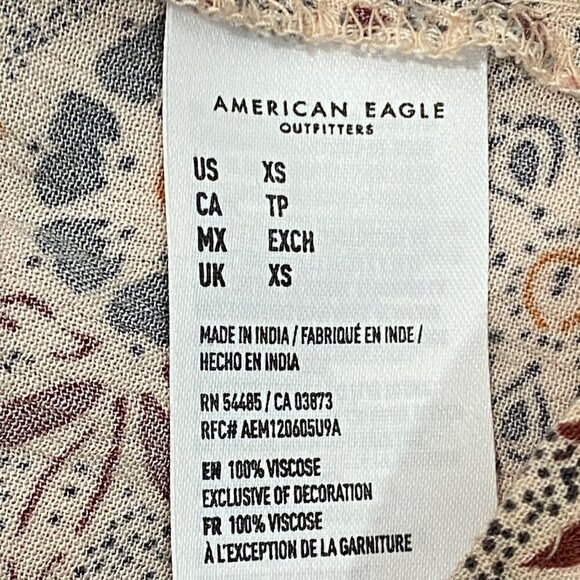 AMERICAN EAGLE
OUTFITTERS
US XS
CA TP
MX EXCH
UK XS
MADE IN INDIA / FABRIQUÉ EN INDE /
HECHO EN INDIA
RN 54485 / CA 03873
RFC# AEM120605U9A
EN 100% VISCOSE
EXCLUSIVE OF DECORATION
FR 100% VISCOSE
À L'EXCEPTION DE LA GARNITURE